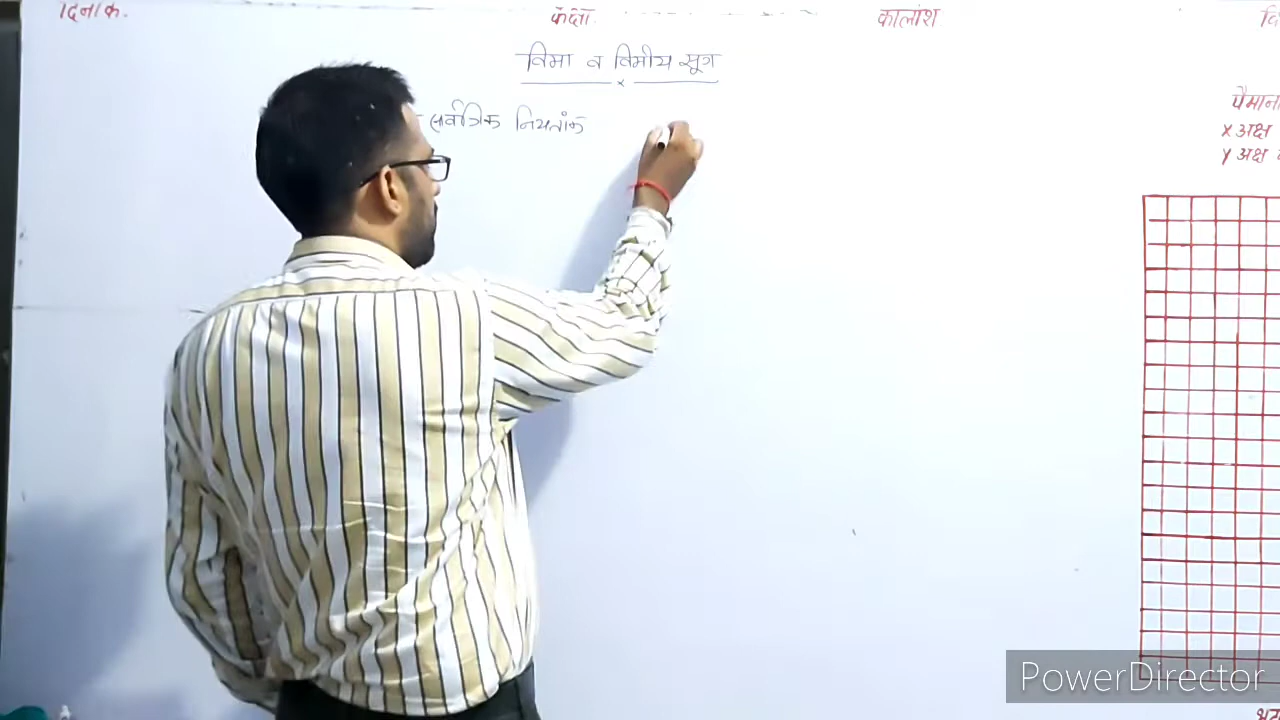 दिनांक. कक्षा. कालांश
विमा व विमीय सूत्र
सार्वत्रिक नियतांक
पैमाना
x अक्ष
y अक्ष
PowerDirector